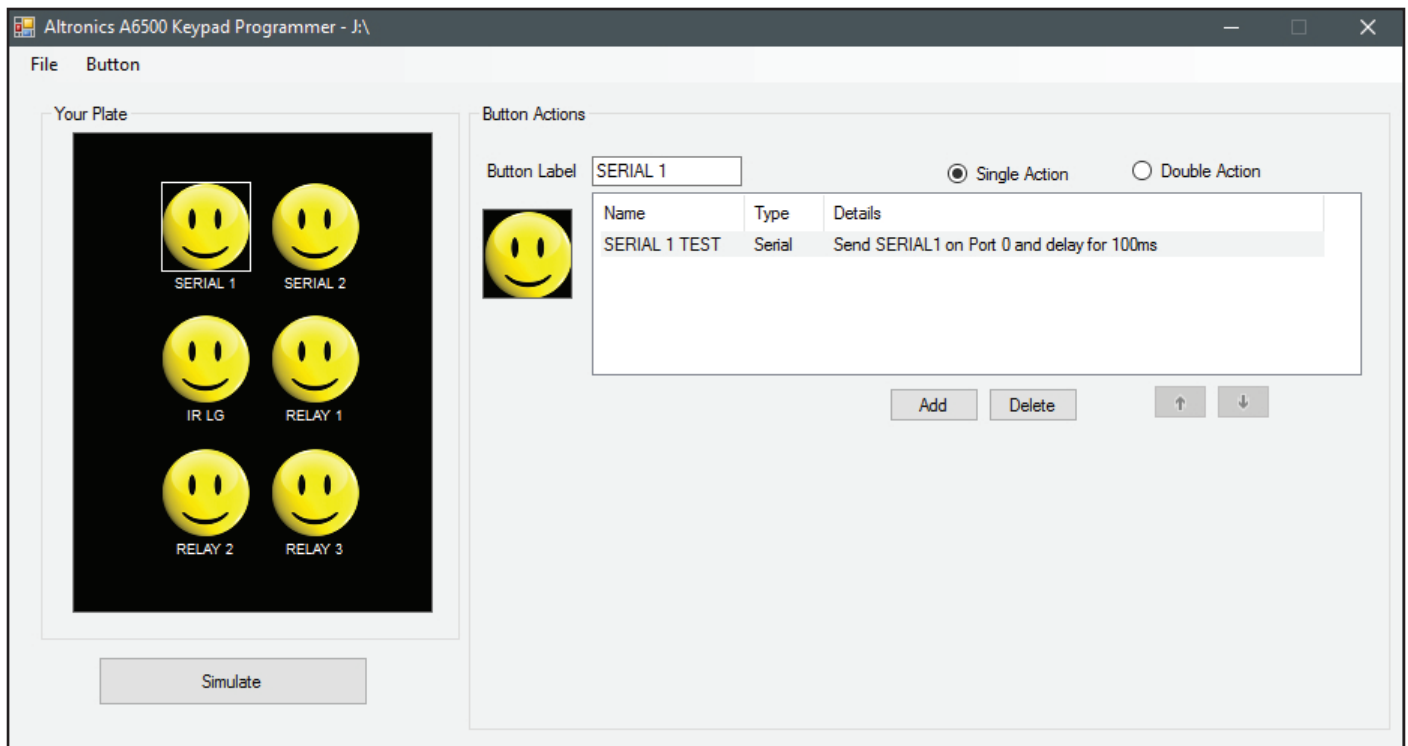 Altronics A6500 Keypad Programmer - J:\
File Button
Your Plate
SERIAL 1 SERIAL 2
IR LG RELAY 1
RELAY 2 RELAY 3
Simulate
Button Actions
Button Label SERIAL 1 Single Action Double Action
Name Type Details
SERIAL 1 TEST Serial Send SERIAL1 on Port 0 and delay for 100ms
Add Delete